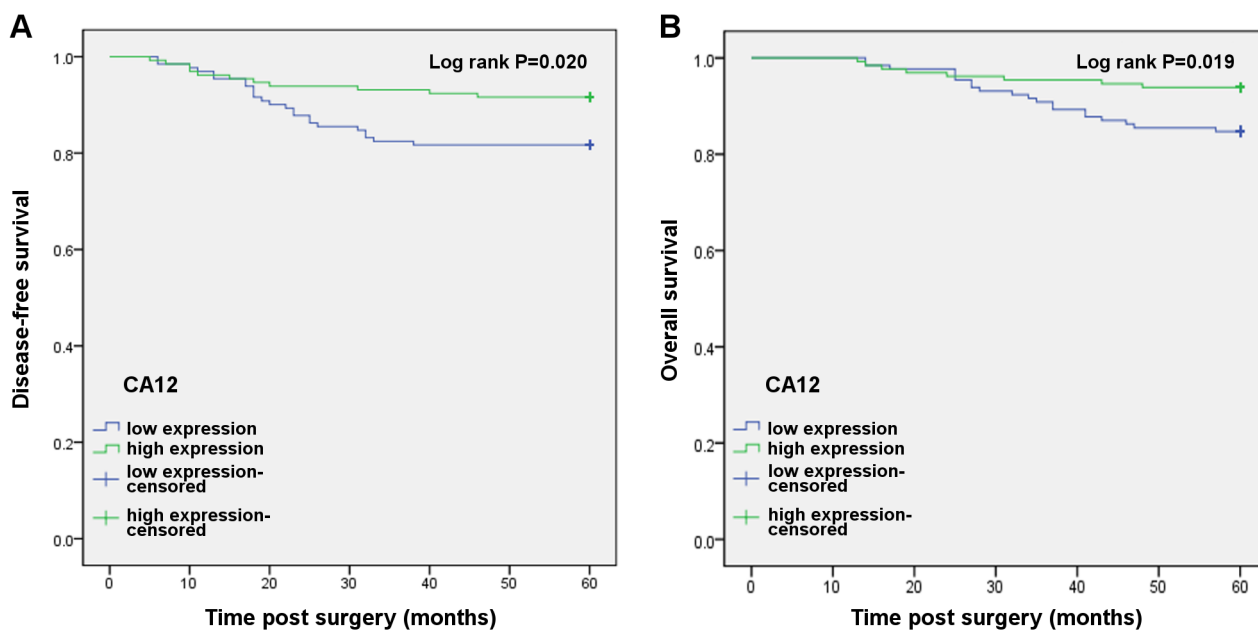 A
Log rank P=0.020
Disease-free survival
1.0
0.8
0.6
0.4
0.2
0.0
CA12
low expression
high expression
low expression-
censored
high expression-
censored
0 10 20 30 40 50 60
Time post surgery (months)
B
Log rank P=0.019
Overall survival
1.0
0.8
0.6
0.4
0.2
0.0
CA12
low expression
high expression
low expression-
censored
high expression-
censored
0 10 20 30 40 50 60
Time post surgery (months)